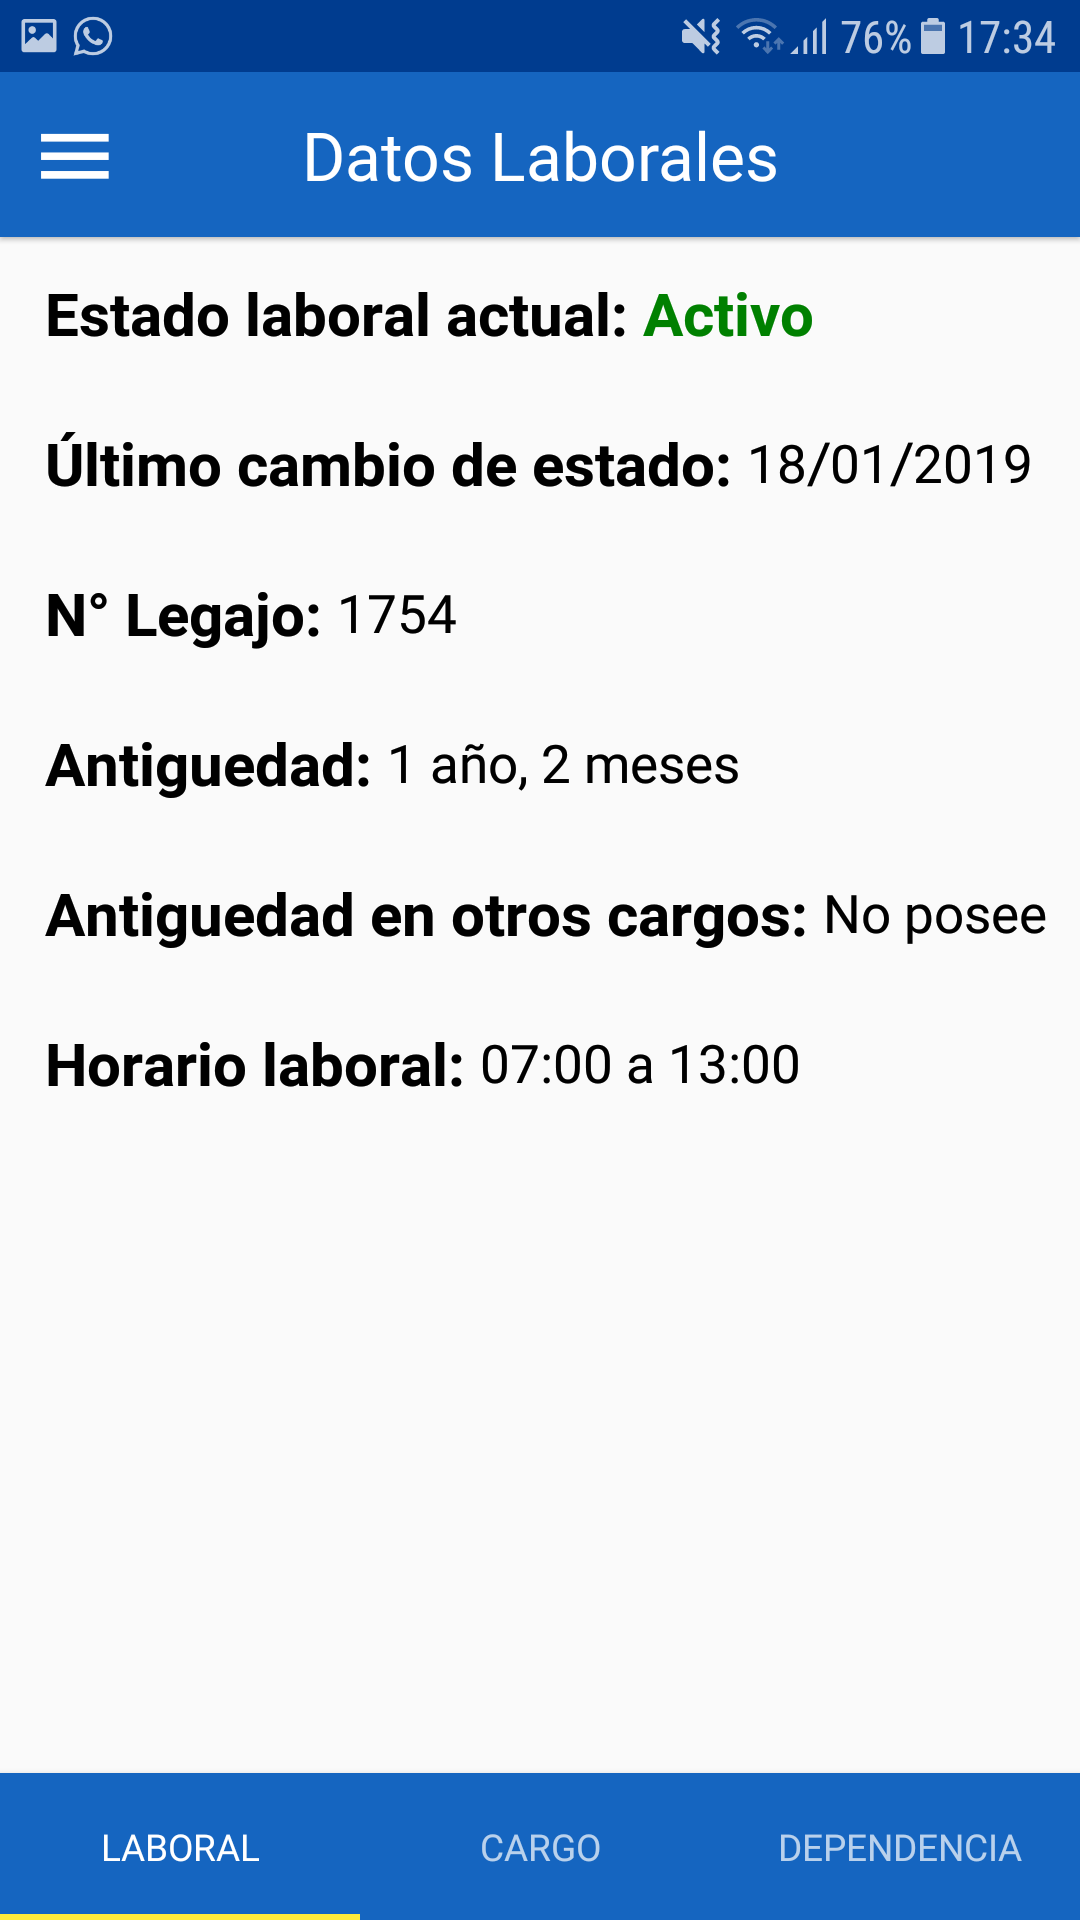 76% 17:34
Datos Laborales
Estado laboral actual: Activo
Último cambio de estado: 18/01/2019
N° Legajo: 1754
Antiguedad: 1 año, 2 meses
Antiguedad en otros cargos: No posee
Horario laboral: 07:00 a 13:00
LABORAL CARGO DEPENDENCIA